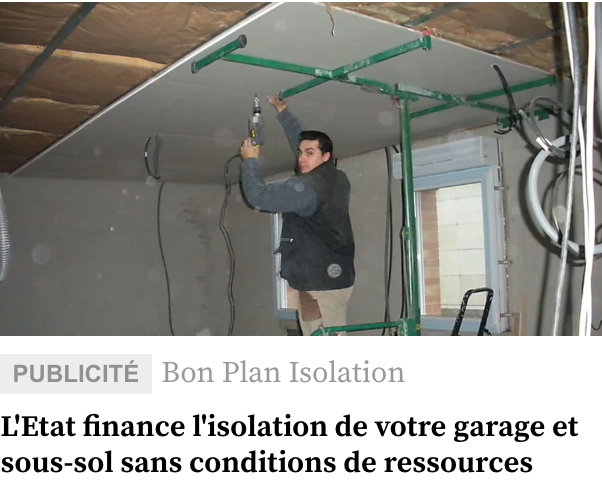 PUBLICITÉ Bon Plan Isolation
L'Etat finance l'isolation de votre garage et
sous-sol sans conditions de ressources